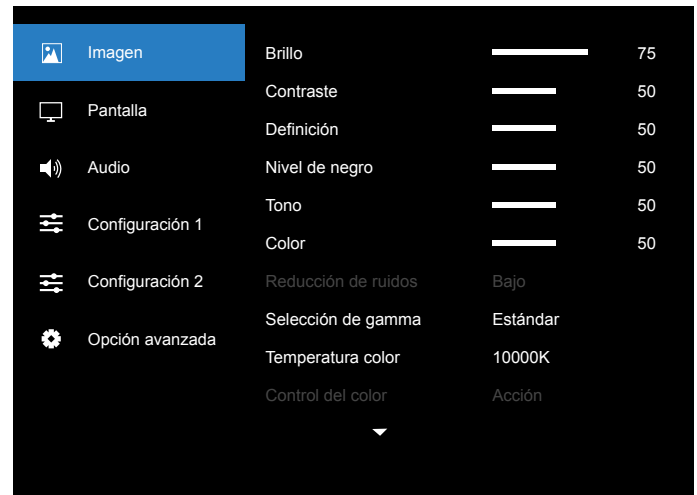 Imagen
Pantalla
Audio
Configuración 1
Configuración 2
Opción avanzada
Brillo 75
Contraste 50
Definición 50
Nivel de negro 50
Tono 50
Color 50
Reducción de ruidos Bajo
Selección de gamma Estándar
Temperatura color 10000K
Control del color Acción